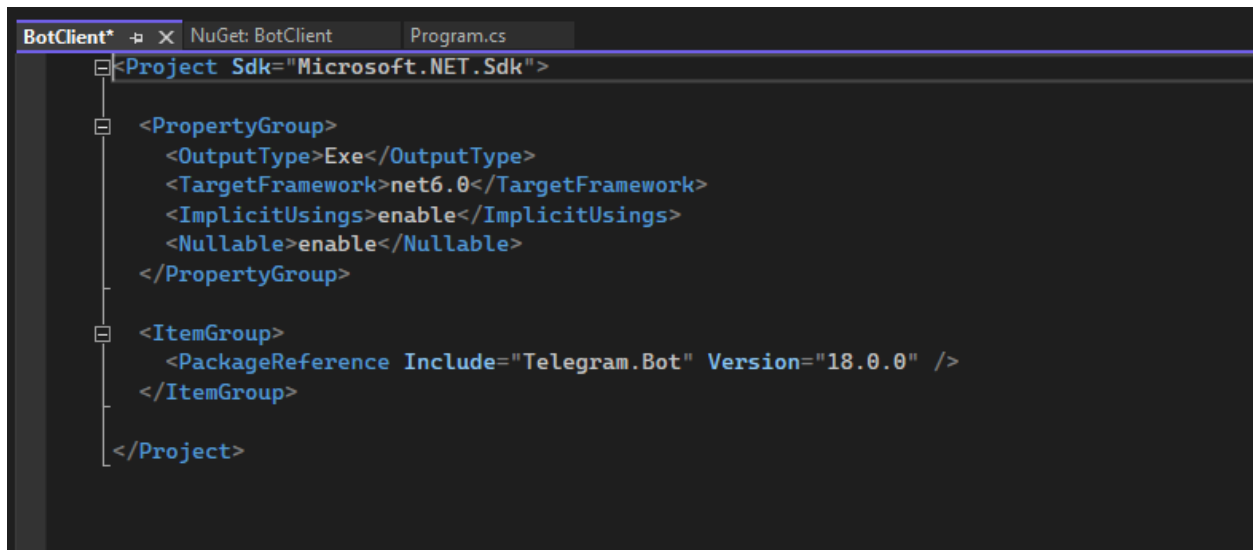 BotClient* NuGet: BotClient Program.cs
<Project Sdk="Microsoft.NET.Sdk">
<PropertyGroup>
<OutputType>Exe</OutputType>
<TargetFramework>net6.0</TargetFramework>
<ImplicitUsings>enable</ImplicitUsings>
<Nullable>enable</Nullable>
</PropertyGroup>
<ItemGroup>
<PackageReference Include="Telegram.Bot" Version="18.0.0" />
</ItemGroup>
</Project>